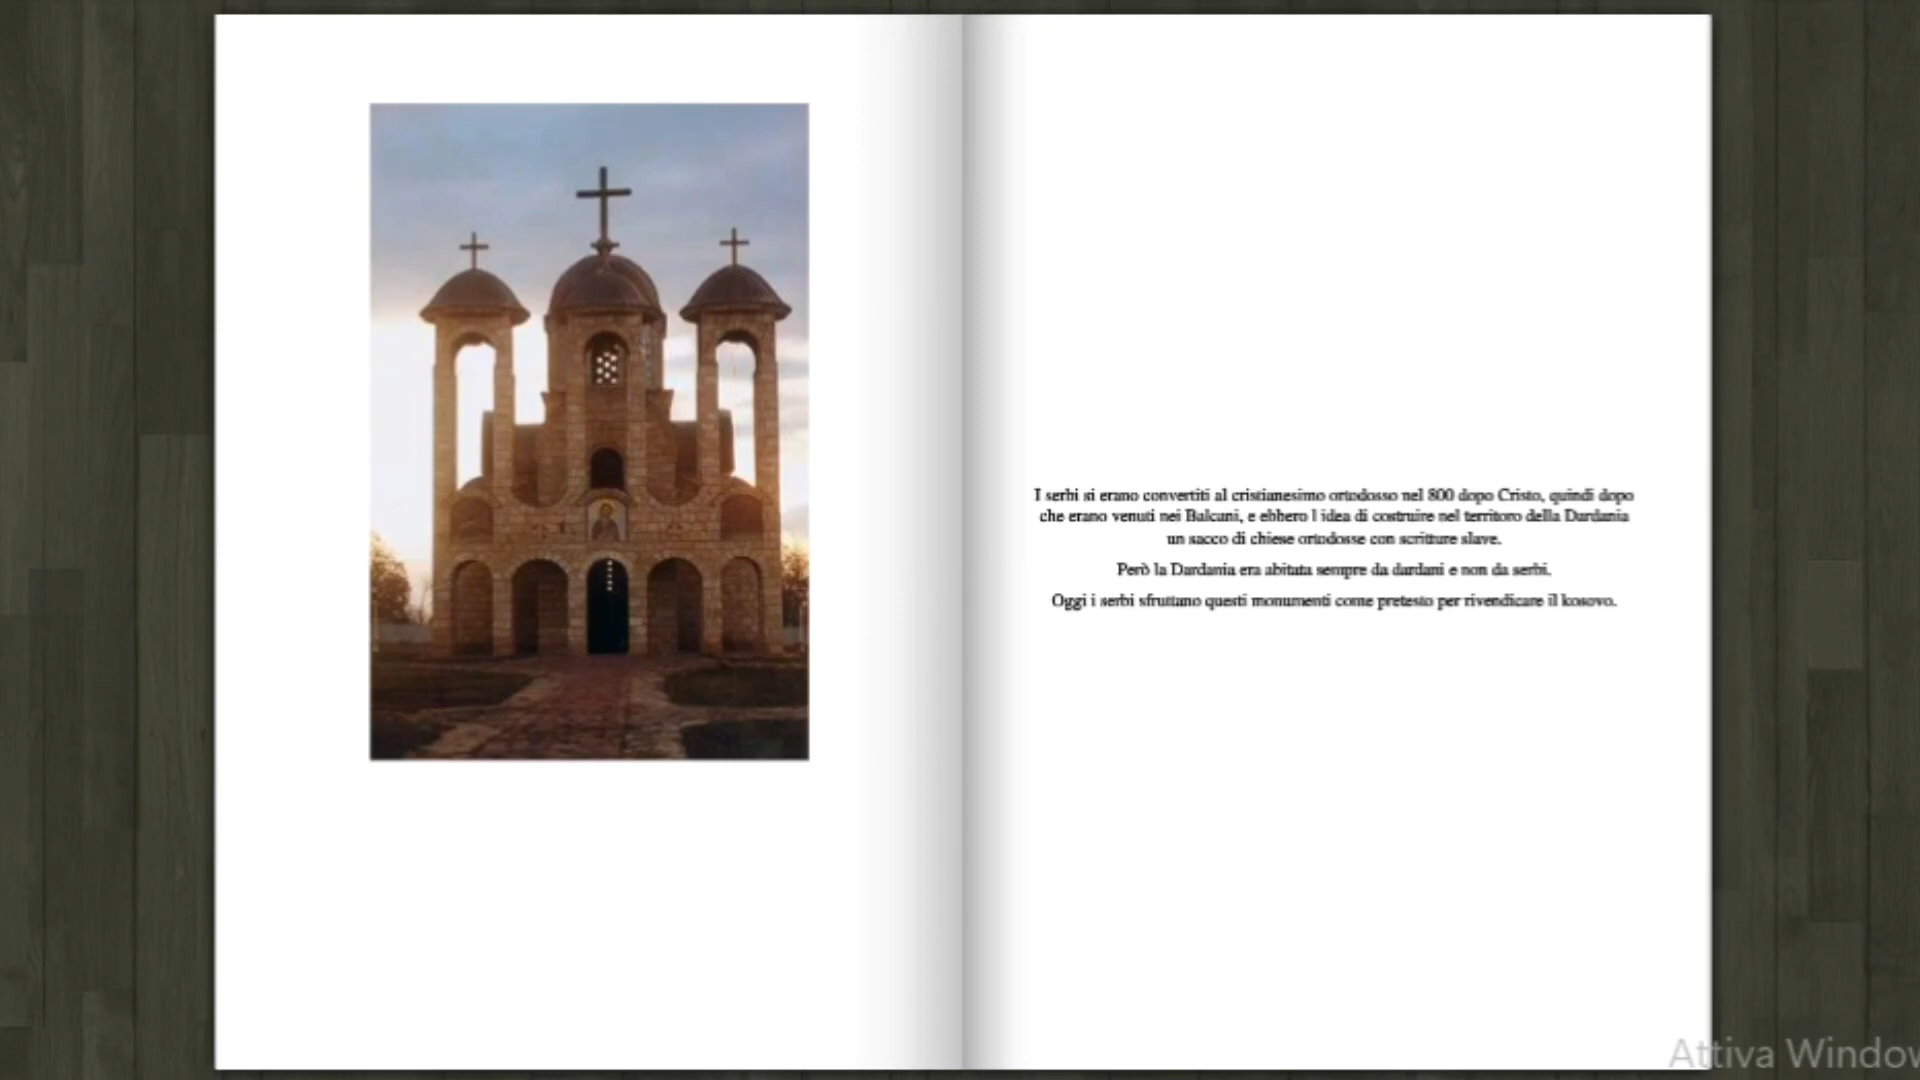 I serbi si erano convertiti al cristianesimo ortodosso nel 800 dopo Cristo, quindi dopo
che erano venuti nei Balcani, e ebbero l idea di costruire nel territoro della Dardania
un sacco di chiese ortodosse con scritture slave.
Però la Dardania era abitata sempre da dardani e non da serbi.
Oggi i serbi sfruttano questi monumenti come pretesto per rivendicare il kosovo.
Attiva Window